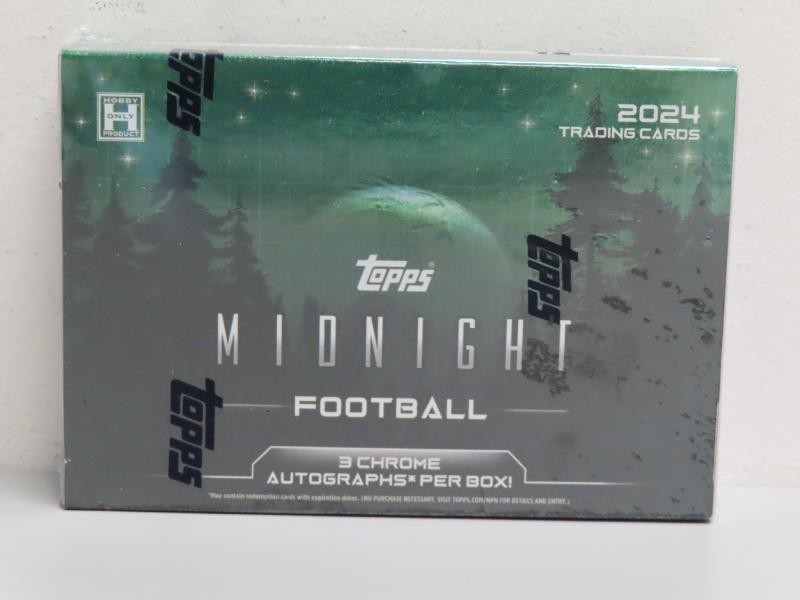 topps
HOBBY
H
ONLY
PRODUCT
2024
TRADING CARDS
topps
topps
MIDNIGHT
FOOTBALL
topps
3 CHROME
AUTOGRAPHS* PER BOX!
*May contain redemption cards with expiration dates. (NO PURCHASE NECESSARY. VISIT TOPPS.COM/NPN FOR DETAILS AND ENTRY.)